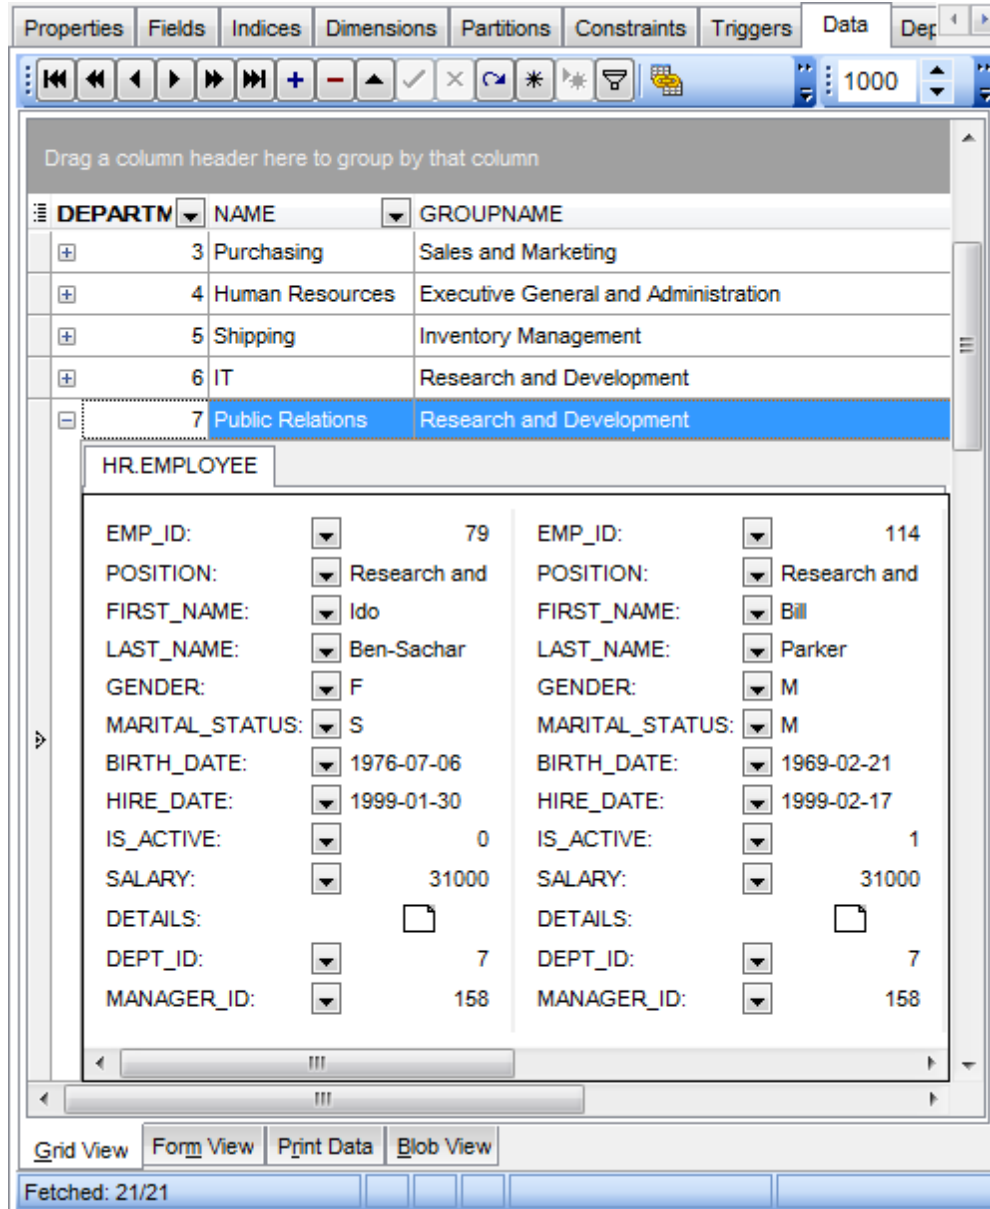 Properties Fields Indices Dimensions Partitions Constraints Triggers Data Dep
1000
Drag a column header here to group by that column
DEPARTM NAME GROUPNAME
3 Purchasing Sales and Marketing
4 Human Resources Executive General and Administration
5 Shipping Inventory Management
6 IT Research and Development
7 Public Relations Research and Development
HR.EMPLOYEE
EMP_ID: 79 EMP_ID: 114
POSITION: Research and POSITION: Research and
FIRST_NAME: Ido FIRST_NAME: Bill
LAST_NAME: Ben-Sachar LAST_NAME: Parker
GENDER: F GENDER: M
MARITAL_STATUS: S MARITAL_STATUS: M
BIRTH_DATE: 1976-07-06 BIRTH_DATE: 1969-02-21
HIRE_DATE: 1999-01-30 HIRE_DATE: 1999-02-17
IS_ACTIVE: 0 IS_ACTIVE: 1
SALARY: 31000 SALARY: 31000
DETAILS: DETAILS:
DEPT_ID: 7 DEPT_ID: 7
MANAGER_ID: 158 MANAGER_ID: 158
Grid View Form View Print Data Blob View
Fetched: 21/21